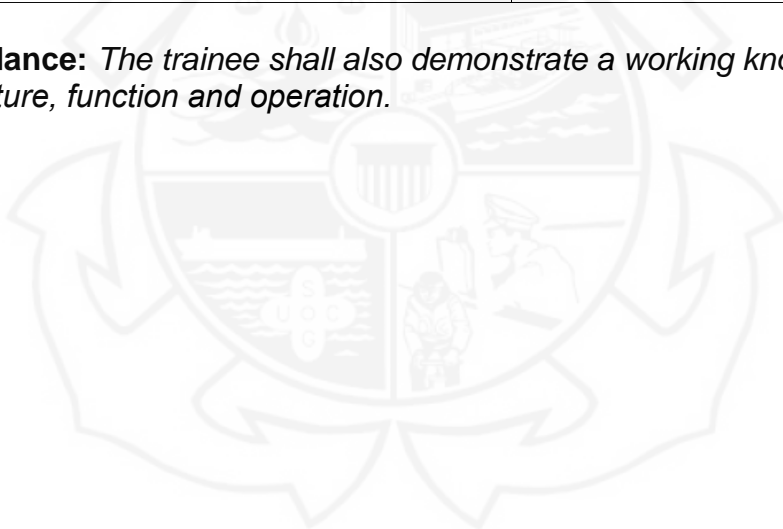 lance: The trainee shall also demonstrate a working kno
ture, function and operation.
S
U O C
G